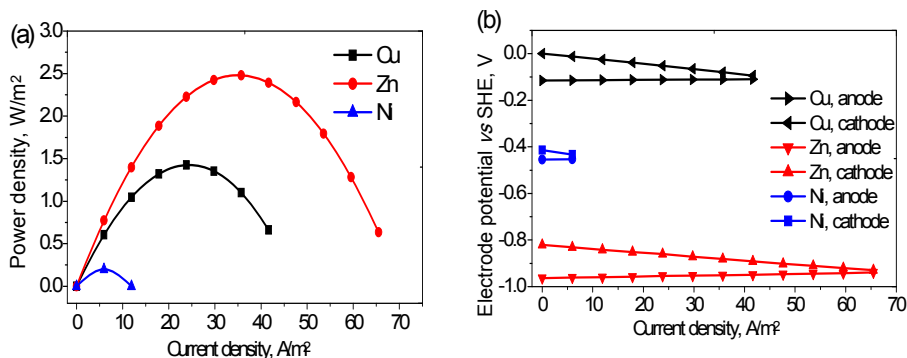 (a)
3.0
2.5
2.0
1.5
1.0
0.5
0.0
Power density, W/m²
Cu
Zn
Ni
0 10 20 30 40 50 60 70
Current density, A/m²
(b)
0.0
-0.2
-0.4
-0.6
-0.8
-1.0
Electrode potential vs SHE, V
Cu, anode
Cu, cathode
Zn, anode
Zn, cathode
Ni, anode
Ni, cathode
0 10 20 30 40 50 60 70
Current density, A/m²